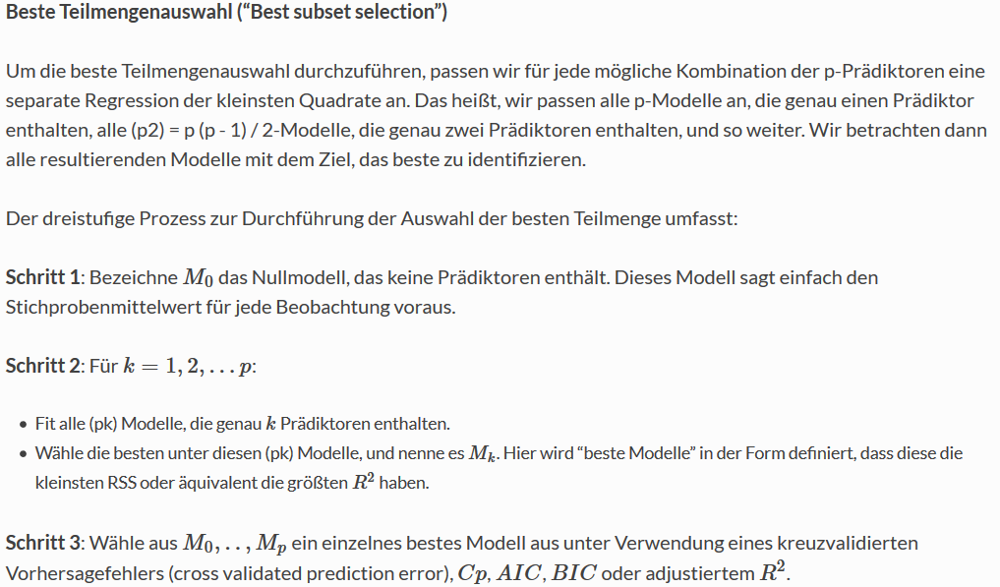 Beste Teilmengenauswahl (“Best subset selection”)
Um die beste Teilmengenauswahl durchzuführen, passen wir für jede mögliche Kombination der p-Prädiktoren eine
separate Regression der kleinsten Quadrate an. Das heißt, wir passen alle p-Modelle an, die genau einen Prädiktor
enthalten, alle (p2) = p (p - 1) / 2-Modelle, die genau zwei Prädiktoren enthalten, und so weiter. Wir betrachten dann
alle resultierenden Modelle mit dem Ziel, das beste zu identifizieren.
Der dreistufige Prozess zur Durchführung der Auswahl der besten Teilmenge umfasst:
Schritt 1: Bezeichne M₀ das Nullmodell, das keine Prädiktoren enthält. Dieses Modell sagt einfach den
Stichprobenmittelwert für jede Beobachtung voraus.
Schritt 2: Für k = 1, 2, … p:
• Fit alle (pk) Modelle, die genau k Prädiktoren enthalten.
• Wähle die besten unter diesen (pk) Modelle, und nenne es Mₖ. Hier wird “beste Modelle” in der Form definiert, dass diese die
kleinsten RSS oder äquivalent die größten R² haben.
Schritt 3: Wähle aus M₀, . . , Mₚ ein einzelnes bestes Modell aus unter Verwendung eines kreuzvalidierten
Vorhersagefehlers (cross validated prediction error), Cp, AIC, BIC oder adjustiertem R².